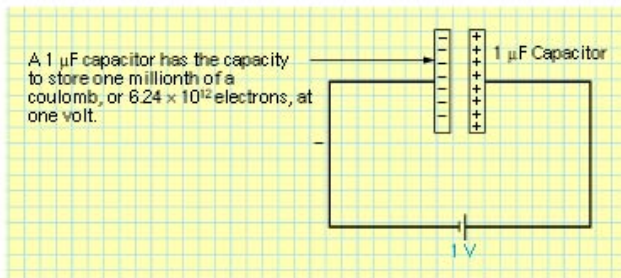 A 1 µF capacitor has the capacity
to store one millionth of a
coulomb, or 6.24 × 10¹² electrons, at
one volt.
1 µF Capacitor
1 V